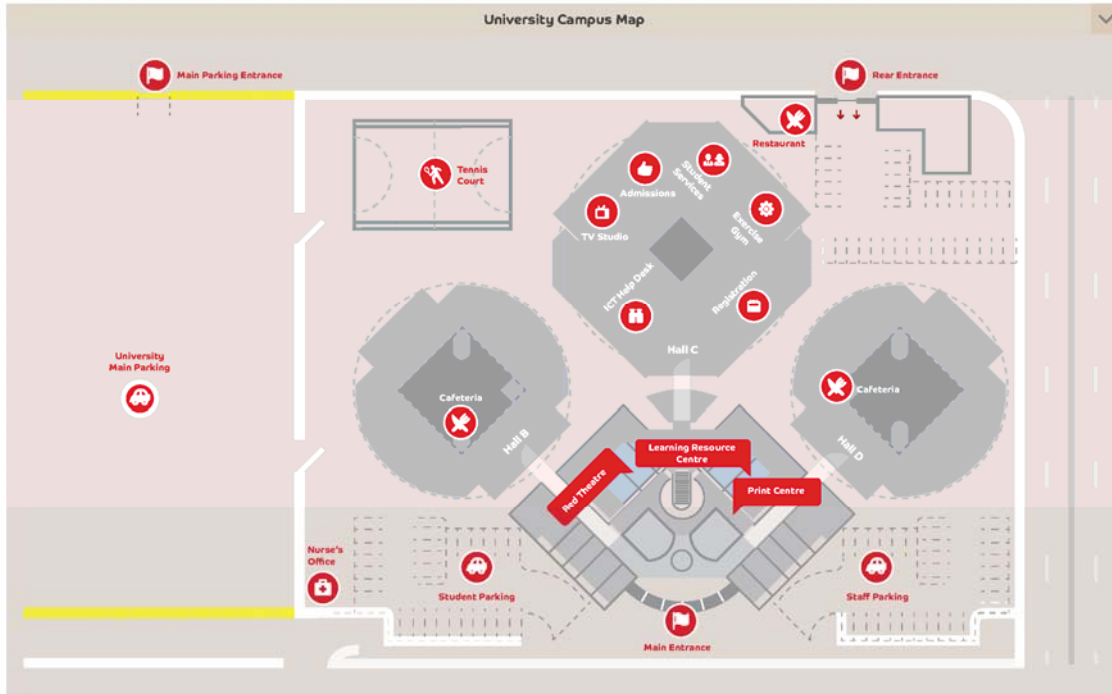 University Campus Map
Main Parking Entrance
Rear Entrance
Restaurant
Tennis
Court
Student
Services
Admissions
TV Studio
Exercise
Gym
ICT Help Desk
Registration
Hall C
University
Main Parking
Cafeteria
Cafeteria
Hall B
Hall D
Learning Resource
Centre
Red Theatre
Print Centre
Nurse's
Office
Student Parking
Staff Parking
Main Entrance